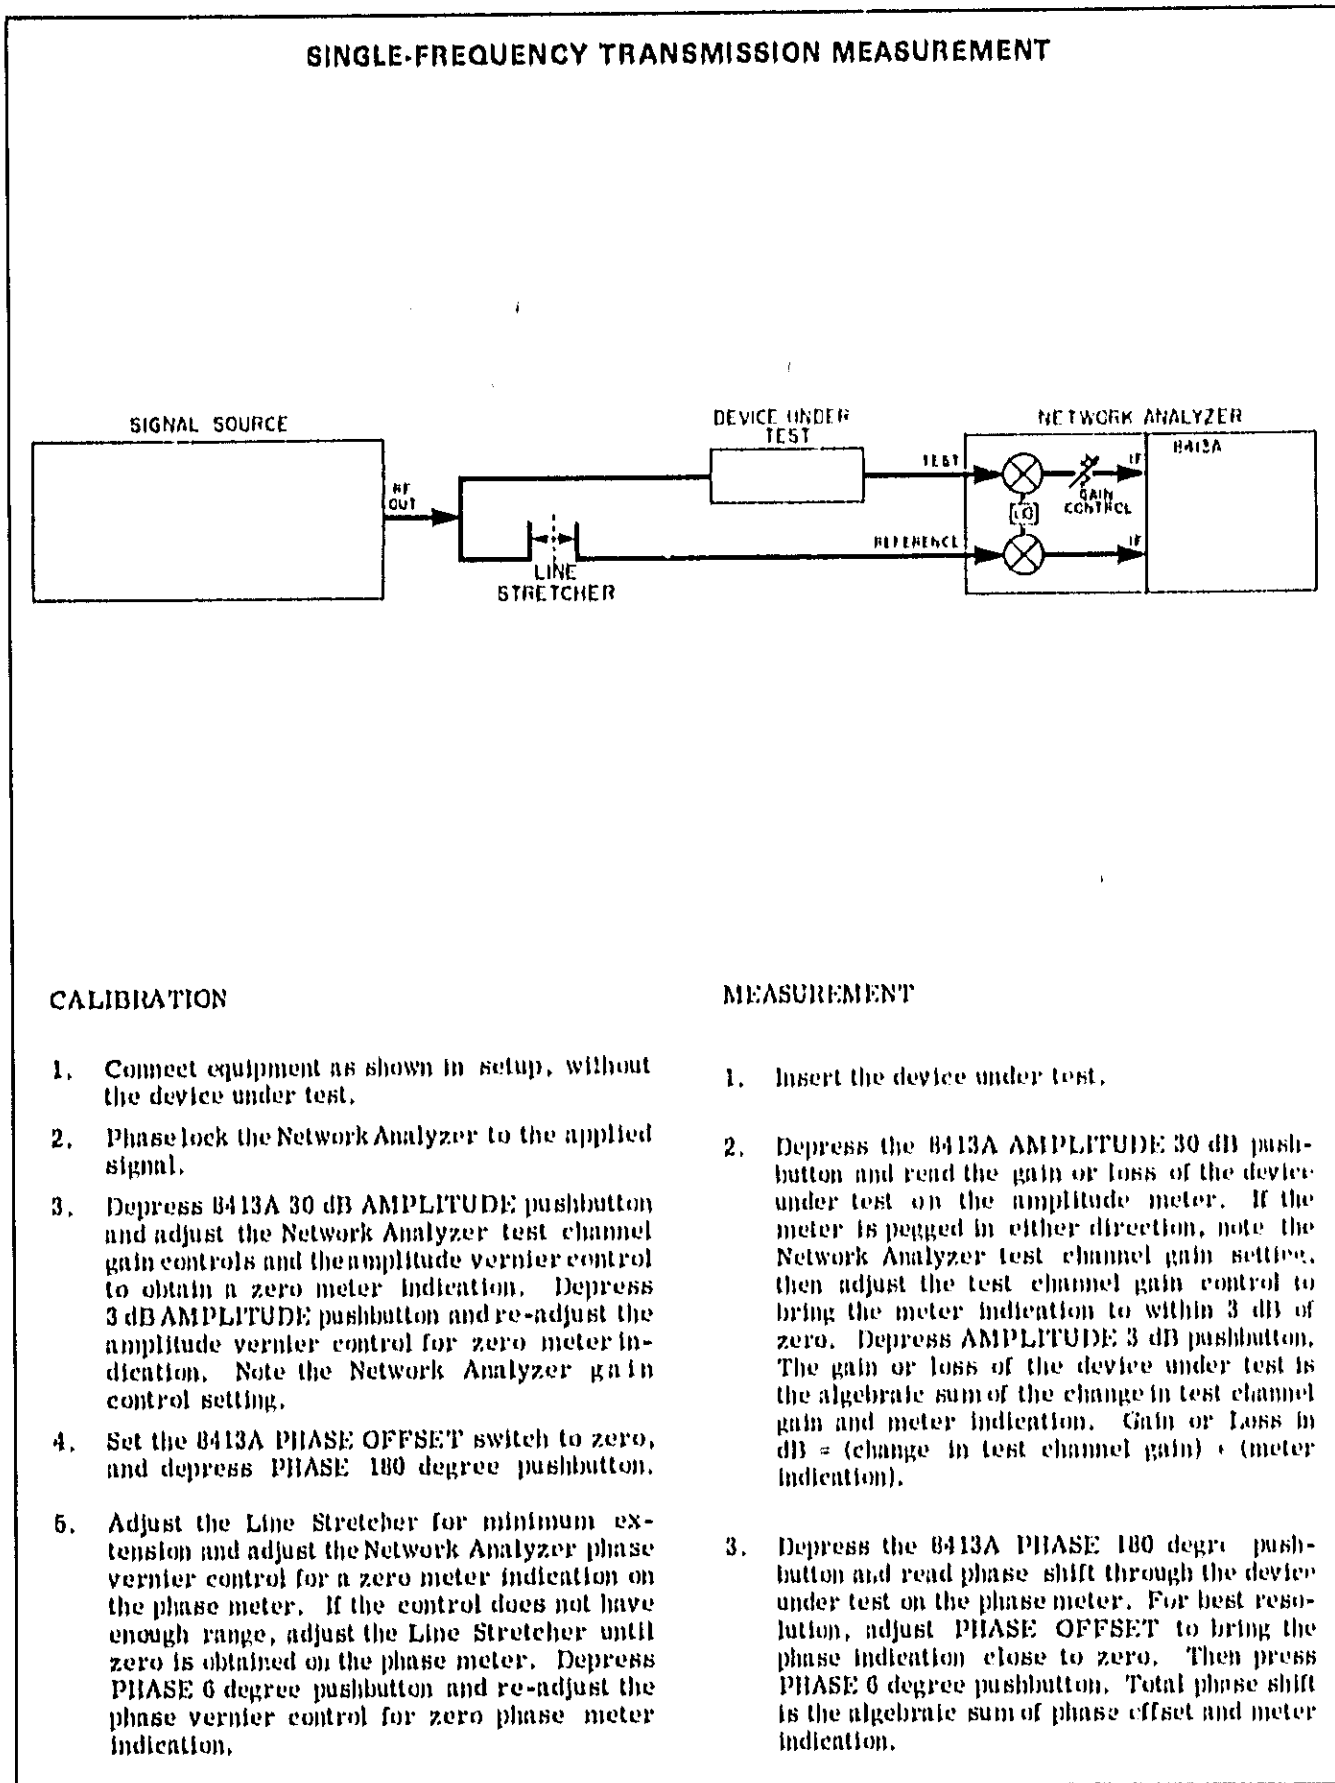 SINGLE-FREQUENCY TRANSMISSION MEASUREMENT
SIGNAL SOURCE
RF
OUT
LINE
STRETCHER
DEVICE UNDER
TEST
NETWORK ANALYZER
8413A
TEST
IF
GAIN
CONTROL
LO
REFERENCE
IF
CALIBRATION
1. Connect equipment as shown in setup, without
the device under test.
2. Phase lock the Network Analyzer to the applied
signal.
3. Depress 8413A 30 dB AMPLITUDE pushbutton
and adjust the Network Analyzer test channel
gain controls and the amplitude vernier control
to obtain a zero meter indication. Depress
3 dB AMPLITUDE pushbutton and re-adjust the
amplitude vernier control for zero meter in-
dication. Note the Network Analyzer gain
control setting.
4. Set the 8413A PHASE OFFSET switch to zero,
and depress PHASE 180 degree pushbutton.
5. Adjust the Line Stretcher for minimum ex-
tension and adjust the Network Analyzer phase
vernier control for a zero meter indication on
the phase meter. If the control does not have
enough range, adjust the Line Stretcher until
zero is obtained on the phase meter. Depress
PHASE 6 degree pushbutton and re-adjust the
phase vernier control for zero phase meter
indication.
MEASUREMENT
1. Insert the device under test.
2. Depress the 8413A AMPLITUDE 30 dB push-
button and read the gain or loss of the device
under test on the amplitude meter. If the
meter is pegged in either direction, note the
Network Analyzer test channel gain setting,
then adjust the test channel gain control to
bring the meter indication to within 3 dB of
zero. Depress AMPLITUDE 3 dB pushbutton.
The gain or loss of the device under test is
the algebraic sum of the change in test channel
gain and meter indication. Gain or Loss in
dB = (change in test channel gain) + (meter
indication).
3. Depress the 8413A PHASE 180 degre push-
button and read phase shift through the device
under test on the phase meter. For best reso-
lution, adjust PHASE OFFSET to bring the
phase indication close to zero. Then press
PHASE 6 degree pushbutton. Total phase shift
is the algebraic sum of phase offset and meter
indication.